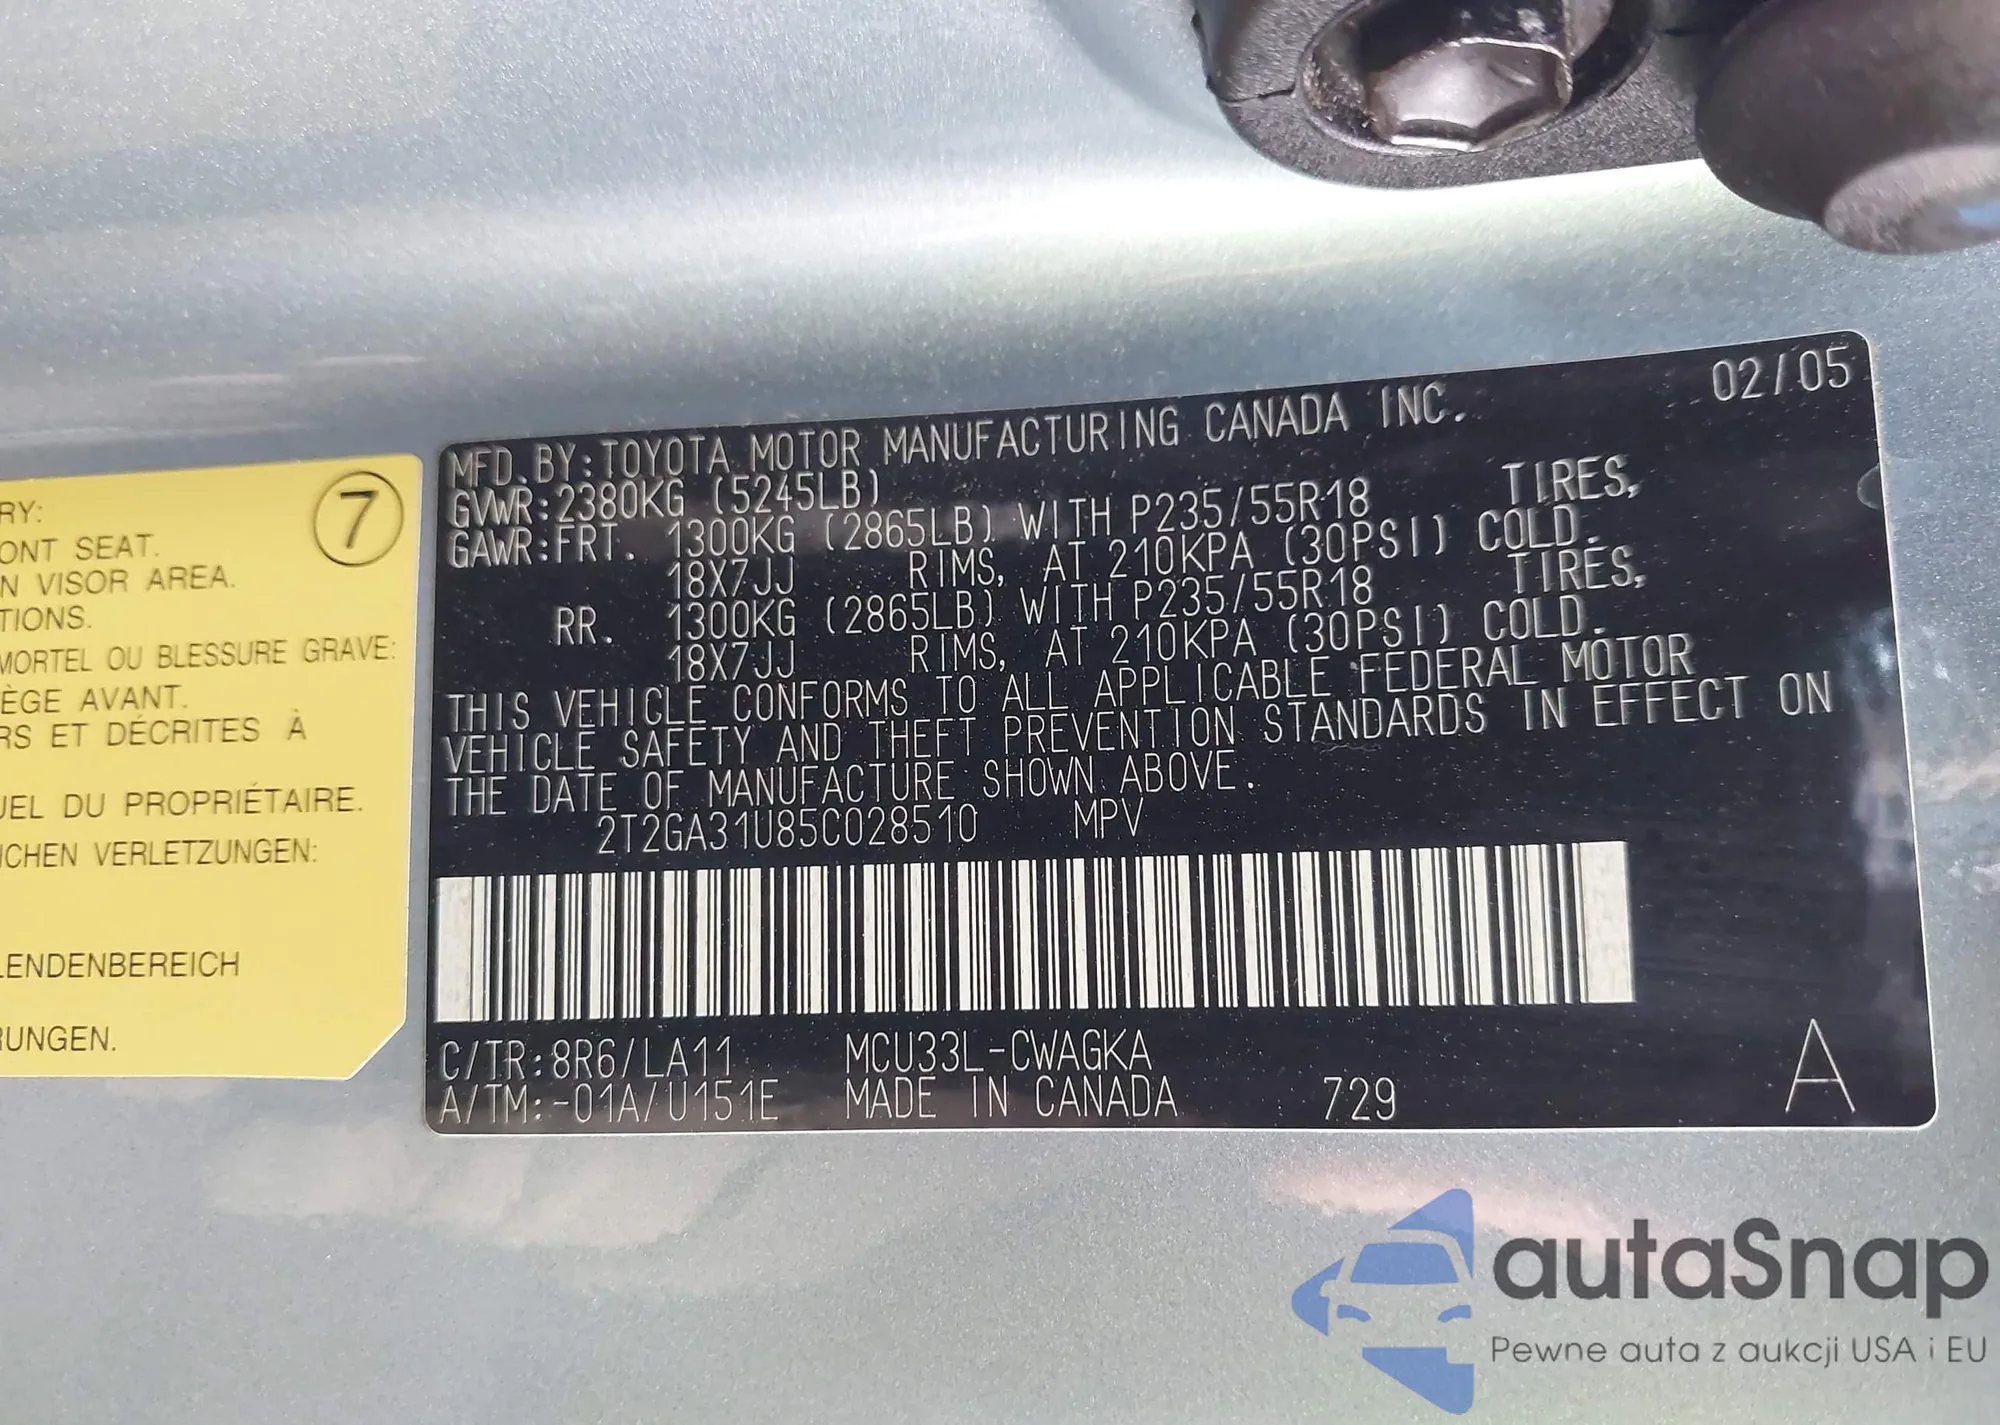 RY:
ONT SEAT.
N VISOR AREA.
TIONS.
MORTEL OU BLESSURE GRAVE:
ÈGE AVANT.
RS ET DÉCRITES À
UEL DU PROPRIÉTAIRE.
ICHEN VERLETZUNGEN:
LENDENBEREICH
RUNGEN.
7
02/05
MFD. BY: TOYOTA MOTOR MANUFACTURING CANADA INC.
GVWR: 2380KG (5245LB)
GAWR: FRT. 1300KG (2865LB) WITH P235/55R18 TIRES,
18X7JJ RIMS, AT 210KPA (30PSI) COLD.
RR. 1300KG (2865LB) WITH P235/55R18 TIRES,
18X7JJ RIMS, AT 210KPA (30PSI) COLD.
THIS VEHICLE CONFORMS TO ALL APPLICABLE FEDERAL MOTOR
VEHICLE SAFETY AND THEFT PREVENTION STANDARDS IN EFFECT ON
THE DATE OF MANUFACTURE SHOWN ABOVE.
2T2GA31U85C028510 MPV
C/TR: 8R6/LA11 MCU33L-CWAGKA
A/TM: -01A/U151E MADE IN CANADA 729 A
autaSnap
Pewne auta z aukcji USA i EU